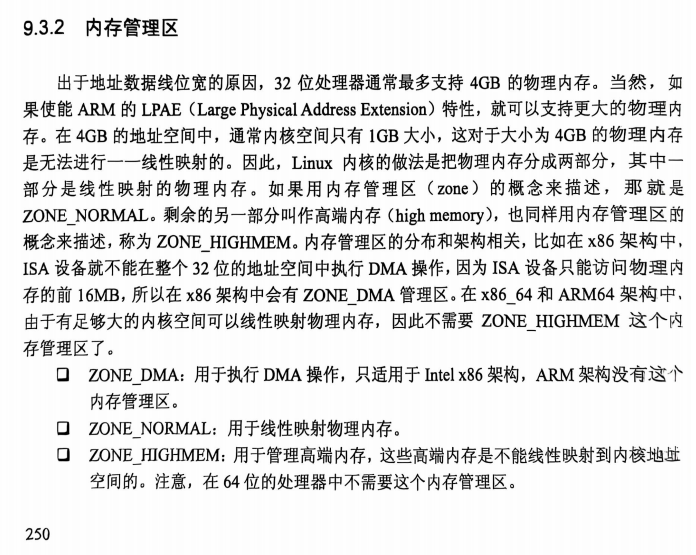 9.3.2 内存管理区
出于地址数据线位宽的原因，32 位处理器通常最多支持 4GB 的物理内存。当然，如
果使能 ARM 的 LPAE（Large Physical Address Extension）特性，就可以支持更大的物理内
存。在 4GB 的地址空间中，通常内核空间只有 1GB 大小，这对于大小为 4GB 的物理内存
是无法进行一一线性映射的。因此，Linux 内核的做法是把物理内存分成两部分，其中一
部分是线性映射的物理内存。如果用内存管理区（zone）的概念来描述，那就是
ZONE_NORMAL。剩余的另一部分叫作高端内存（high memory），也同样用内存管理区的
概念来描述，称为 ZONE_HIGHMEM。内存管理区的分布和架构相关，比如在 x86 架构中，
ISA 设备就不能在整个 32 位的地址空间中执行 DMA 操作，因为 ISA 设备只能访问物理内
存的前 16MB，所以在 x86 架构中会有 ZONE_DMA 管理区。在 x86_64 和 ARM64 架构中，
由于有足够大的内核空间可以线性映射物理内存，因此不需要 ZONE_HIGHMEM 这个内
存管理区了。
❑ ZONE_DMA：用于执行 DMA 操作，只适用于 Intel x86 架构，ARM 架构没有这个
内存管理区。
❑ ZONE_NORMAL：用于线性映射物理内存。
❑ ZONE_HIGHMEM：用于管理高端内存，这些高端内存是不能线性映射到内核地址
空间的。注意，在 64 位的处理器中不需要这个内存管理区。
250